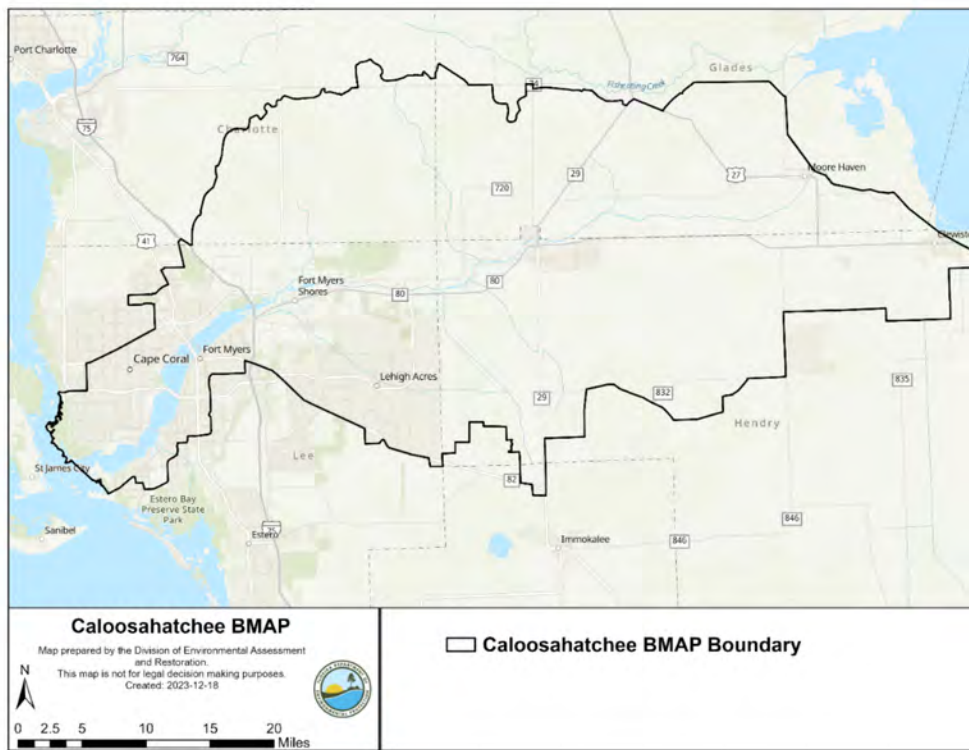 Port Charlotte
764
74
Fisheating Creek
Glades
75
Charlotte
720
29
27
Moore Haven
41
Clewist
Fort Myers
Shores
80
80
Cape Coral
Fort Myers
Lehigh Acres
29
832
835
Hendry
Lee
St James City
82
Estero Bay
Preserve State
Park
846
Sanibel
75
Estero
Immokalee
846
Caloosahatchee BMAP
Map prepared by the Division of Environmental Assessment
and Restoration.
This map is not for legal decision making purposes.
Created: 2023-12-18
N
0 2.5 5 10 15 20
Miles
Caloosahatchee BMAP Boundary